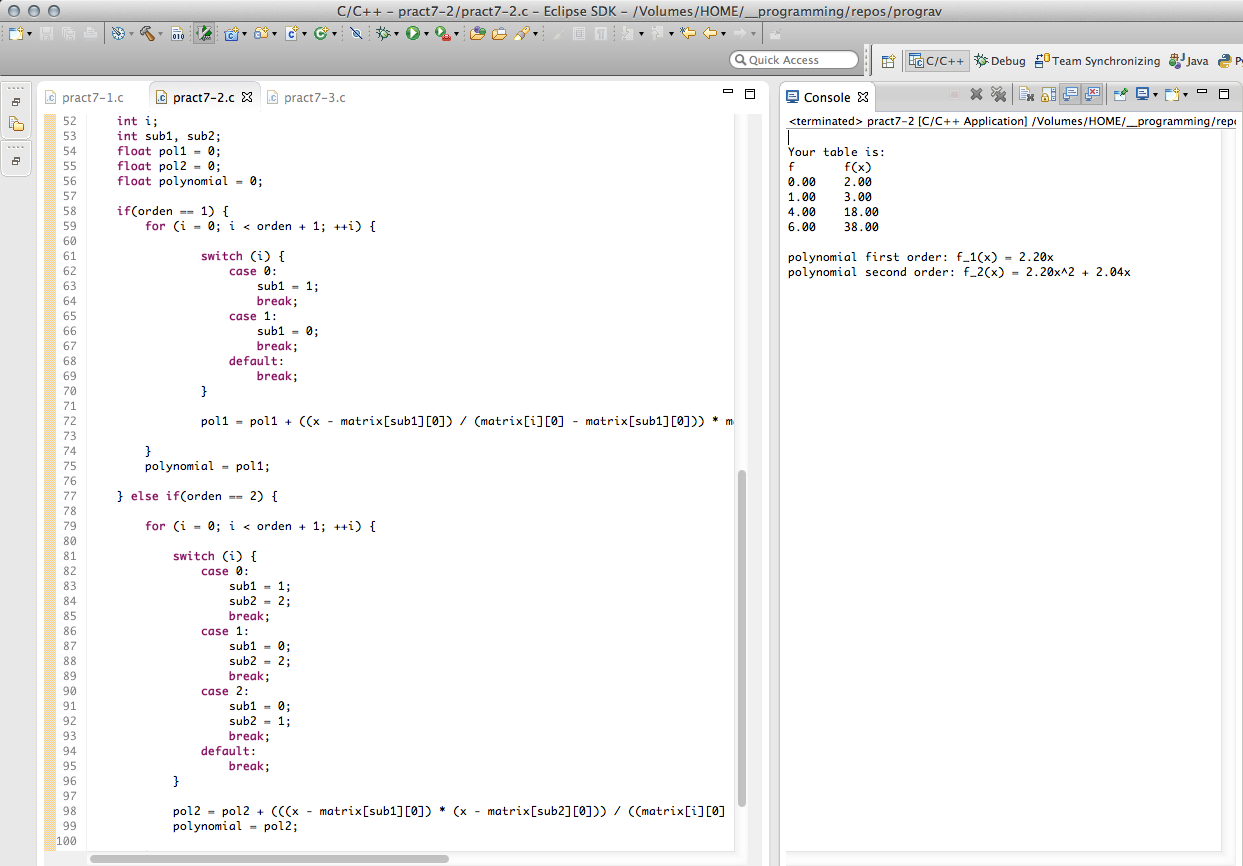 C/C++ - pract7-2/pract7-2.c - Eclipse SDK - /Volumes/HOME/__programming/repos/prograv
Quick Access
C/C++
Debug
Team Synchronizing
Java
pract7-1.c
pract7-2.c
pract7-3.c
52 int i;
53 int sub1, sub2;
54 float pol1 = 0;
55 float pol2 = 0;
56 float polynomial = 0;
57
58 if(orden == 1) {
59 for (i = 0; i < orden + 1; ++i) {
60
61 switch (i) {
62 case 0:
63 sub1 = 1;
64 break;
65 case 1:
66 sub1 = 0;
67 break;
68 default:
69 break;
70 }
71
72 pol1 = pol1 + ((x - matrix[sub1][0]) / (matrix[i][0] - matrix[sub1][0])) * m
73
74 }
75 polynomial = pol1;
76
77 } else if(orden == 2) {
78
79 for (i = 0; i < orden + 1; ++i) {
80
81 switch (i) {
82 case 0:
83 sub1 = 1;
84 sub2 = 2;
85 break;
86 case 1:
87 sub1 = 0;
88 sub2 = 2;
89 break;
90 case 2:
91 sub1 = 0;
92 sub2 = 1;
93 break;
94 default:
95 break;
96 }
97
98 pol2 = pol2 + (((x - matrix[sub1][0]) * (x - matrix[sub2][0])) / ((matrix[i][0]
99 polynomial = pol2;
100
Console
<terminated> pract7-2 [C/C++ Application] /Volumes/HOME/__programming/repo
Your table is:
f f(x)
0.00 2.00
1.00 3.00
4.00 18.00
6.00 38.00
polynomial first order: f_1(x) = 2.20x
polynomial second order: f_2(x) = 2.20x^2 + 2.04x